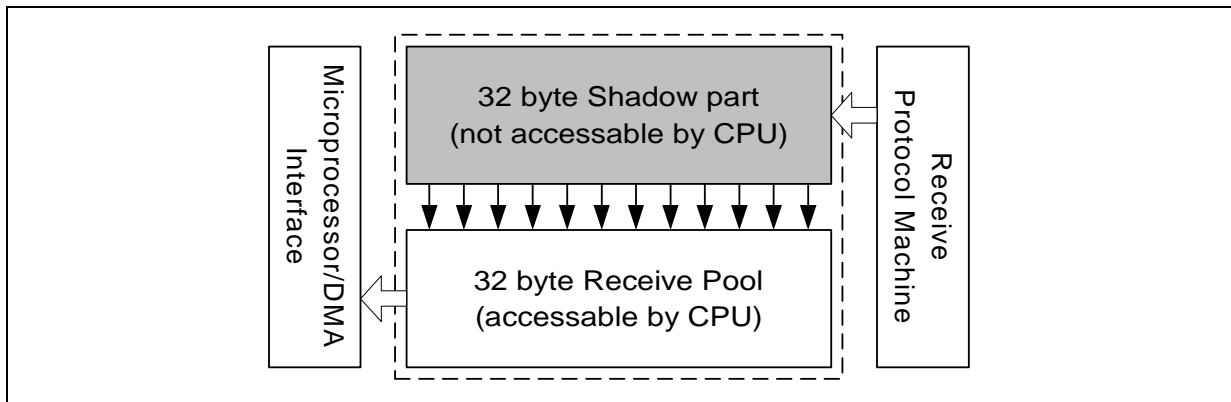 Microprocessor/DMA
Interface
32 byte Shadow part
(not accessable by CPU)
32 byte Receive Pool
(accessable by CPU)
Receive
Protocol Machine